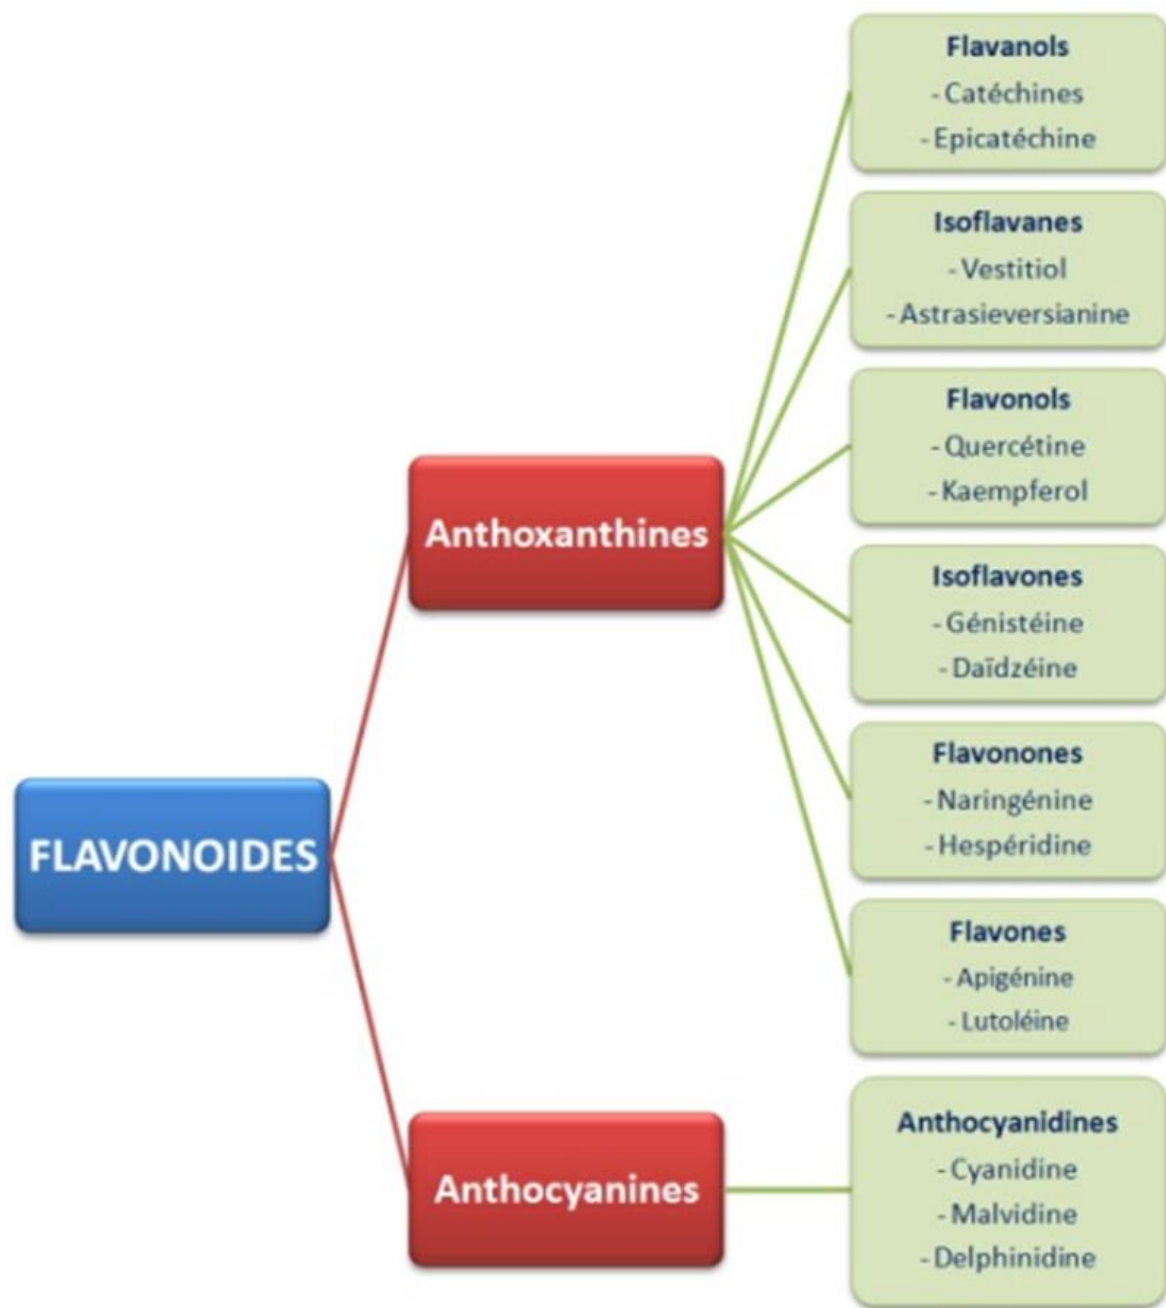 Flavanols
- Catéchines
- Epicatéchine
Isoflavanes
- Vestitiol
- Astrasieversianine
Flavonols
- Quercétine
- Kaempferol
Anthoxanthines
Isoflavones
- Génistéine
- Daïdzéine
Flavonones
- Naringénine
- Hespéridine
FLAVONOIDES
Flavones
- Apigénine
- Lutoléine
Anthocyanines
Anthocyanidines
- Cyanidine
- Malvidine
- Delphinidine